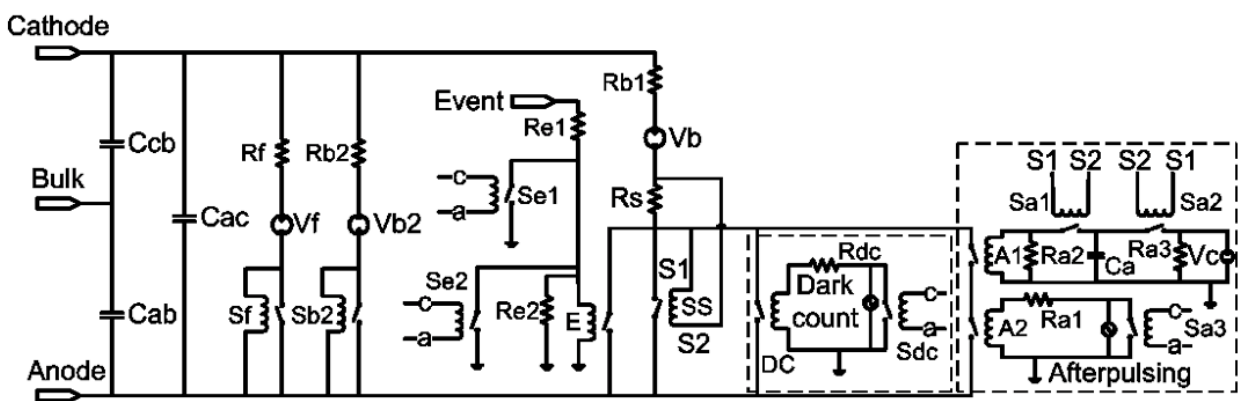 Cathode
Event
Bulk
Anode
Ccb
Cab
Cac
Rf
Vf
Sf
Rb2
Vb2
Sb2
Re1
c
a
Se1
Se2
c
a
Re2
E
Rb1
Vb
Rs
S1
SS
S2
DC
Rdc
Dark
count
c
a
Sdc
S1 S2 S2 S1
Sa1
Sa2
A1
Ra2
Ca
Ra3
Vc
A2
Ra1
c
a
Sa3
Afterpulsing